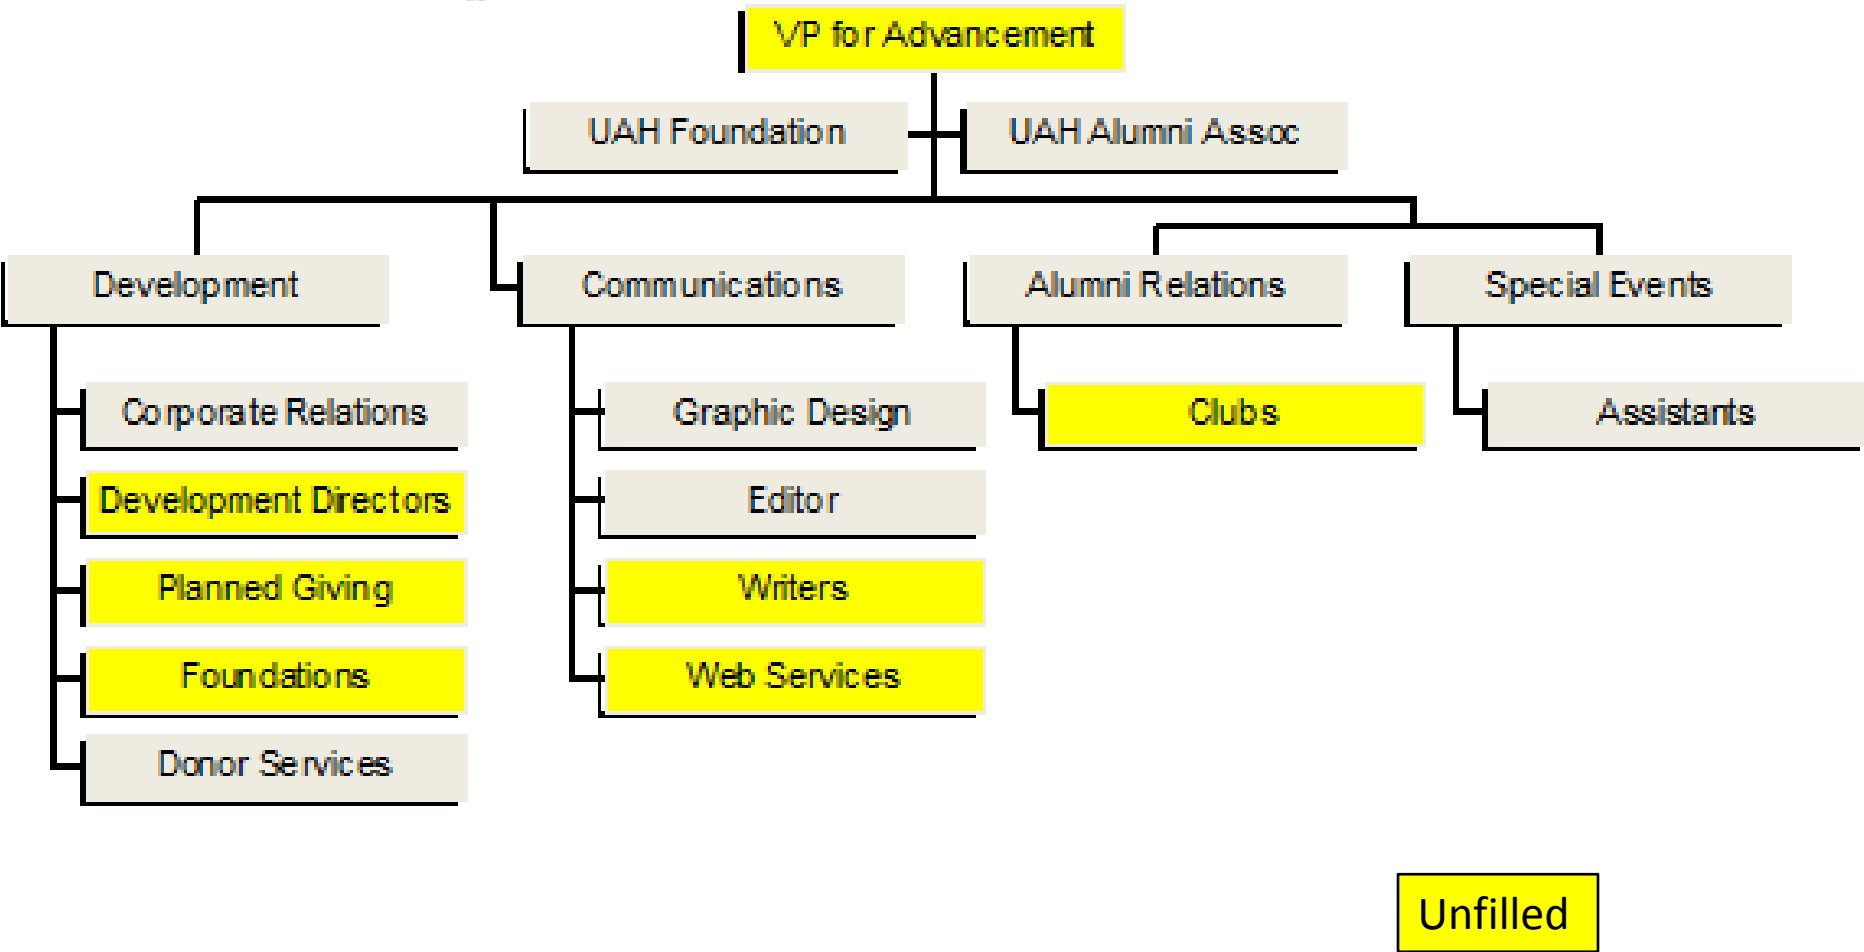 VP for Advancement
UAH Foundation
UAH Alumni Assoc
Development
Communications
Alumni Relations
Special Events
Corporate Relations
Graphic Design
Clubs
Assistants
Development Directors
Editor
Planned Giving
Writers
Foundations
Web Services
Donor Services
Unfilled